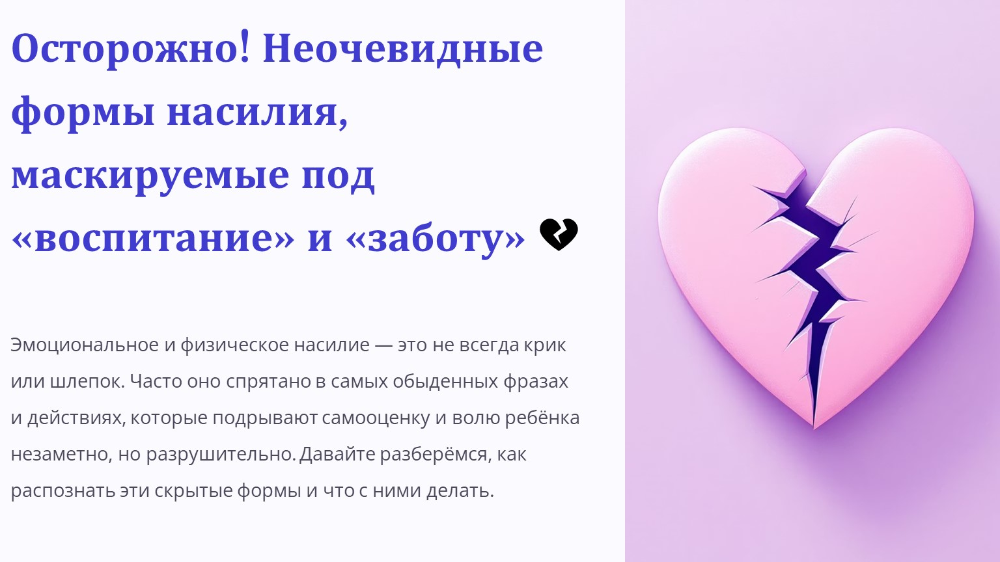 Осторожно! Неочевидные
формы насилия,
маскируемые под
«воспитание» и «заботу» 💔
Эмоциональное и физическое насилие — это не всегда крик
или шлепок. Часто оно спрятано в самых обыденных фразах
и действиях, которые подрывают самооценку и волю ребёнка
незаметно, но разрушительно. Давайте разберёмся, как
распознать эти скрытые формы и что с ними делать.